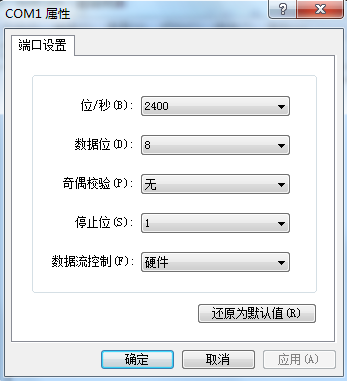 COM1 属性
端口设置
位/秒(B): 2400
数据位(D): 8
奇偶校验(P): 无
停止位(S): 1
数据流控制(F): 硬件
还原为默认值(R)
确定 取消 应用(A)